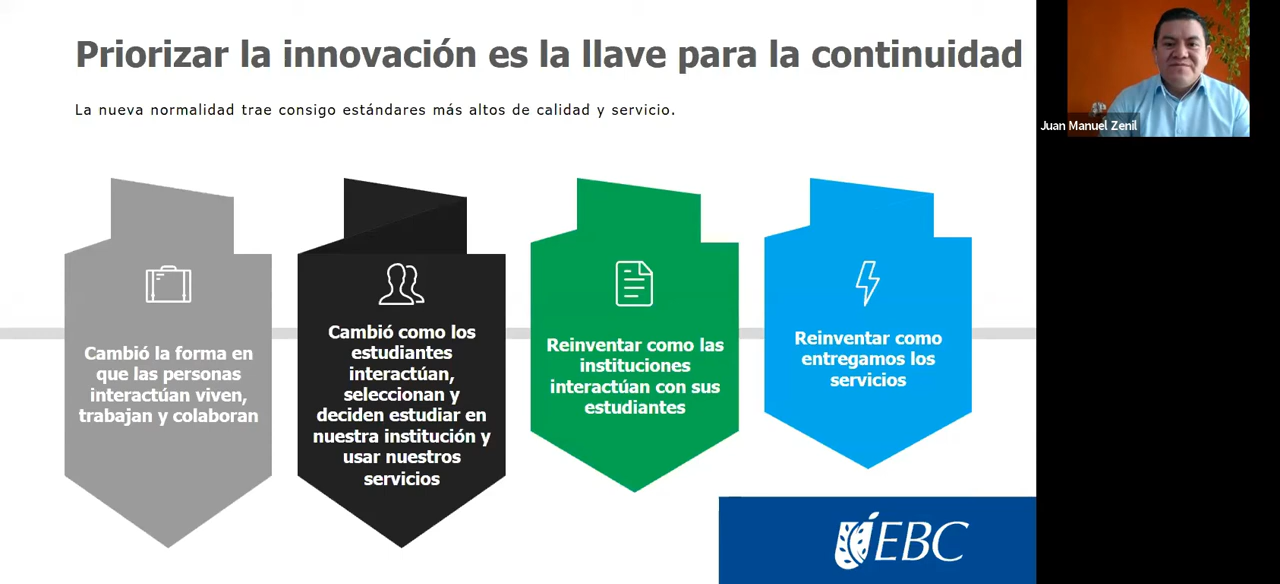 Priorizar la innovación es la llave para la continuidad
La nueva normalidad trae consigo estándares más altos de calidad y servicio.
Juan Manuel Zenil
Cambió la forma en
que las personas
interactúan viven,
trabajan y colaboran
Cambió como los
estudiantes
interactúan,
seleccionan y
deciden estudiar en
nuestra institución y
usar nuestros
servicios
Reinventar como las
instituciones
interactúan con sus
estudiantes
Reinventar como
entregamos los
servicios
EBC